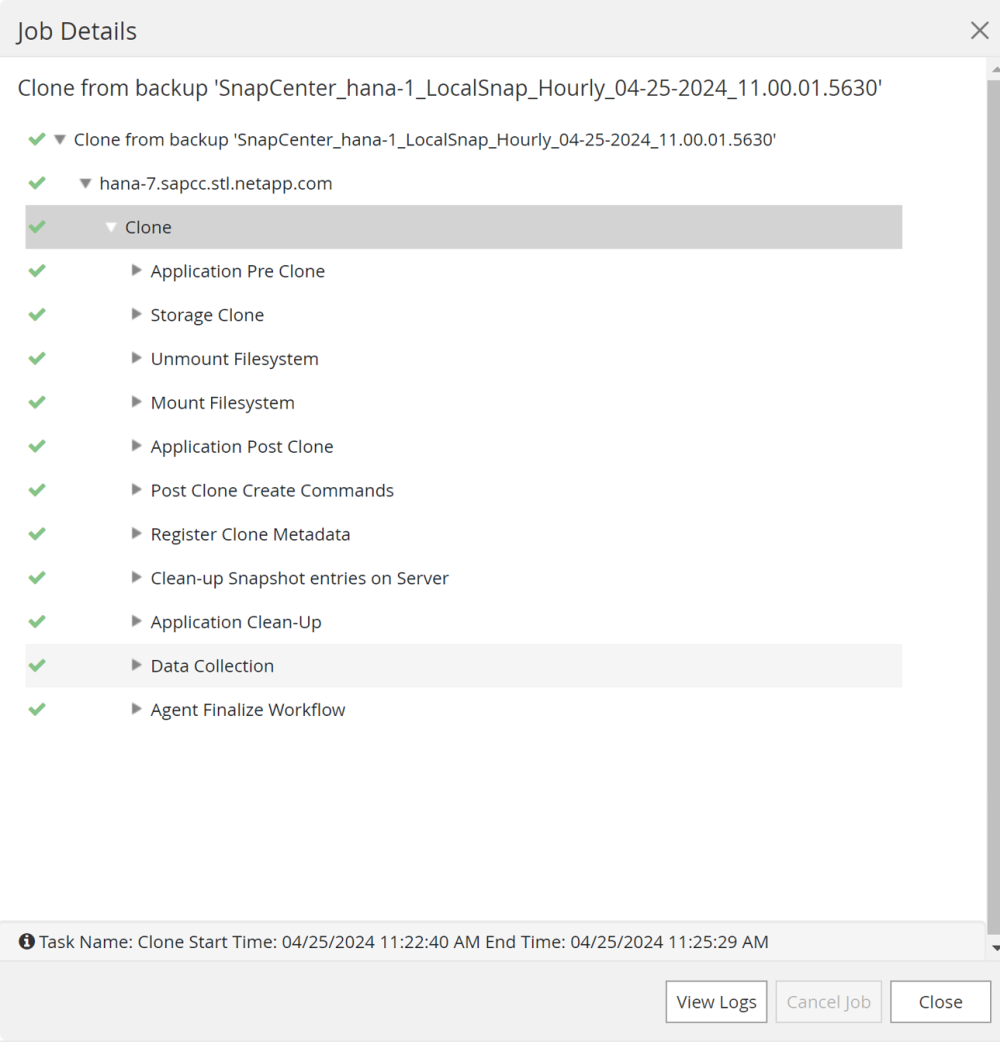 Job Details
Clone from backup 'SnapCenter_hana-1_LocalSnap_Hourly_04-25-2024_11.00.01.5630'
Clone from backup 'SnapCenter_hana-1_LocalSnap_Hourly_04-25-2024_11.00.01.5630'
hana-7.sapcc.stl.netapp.com
Clone
Application Pre Clone
Storage Clone
Unmount Filesystem
Mount Filesystem
Application Post Clone
Post Clone Create Commands
Register Clone Metadata
Clean-up Snapshot entries on Server
Application Clean-Up
Data Collection
Agent Finalize Workflow
Task Name: Clone Start Time: 04/25/2024 11:22:40 AM End Time: 04/25/2024 11:25:29 AM
View Logs Cancel Job Close